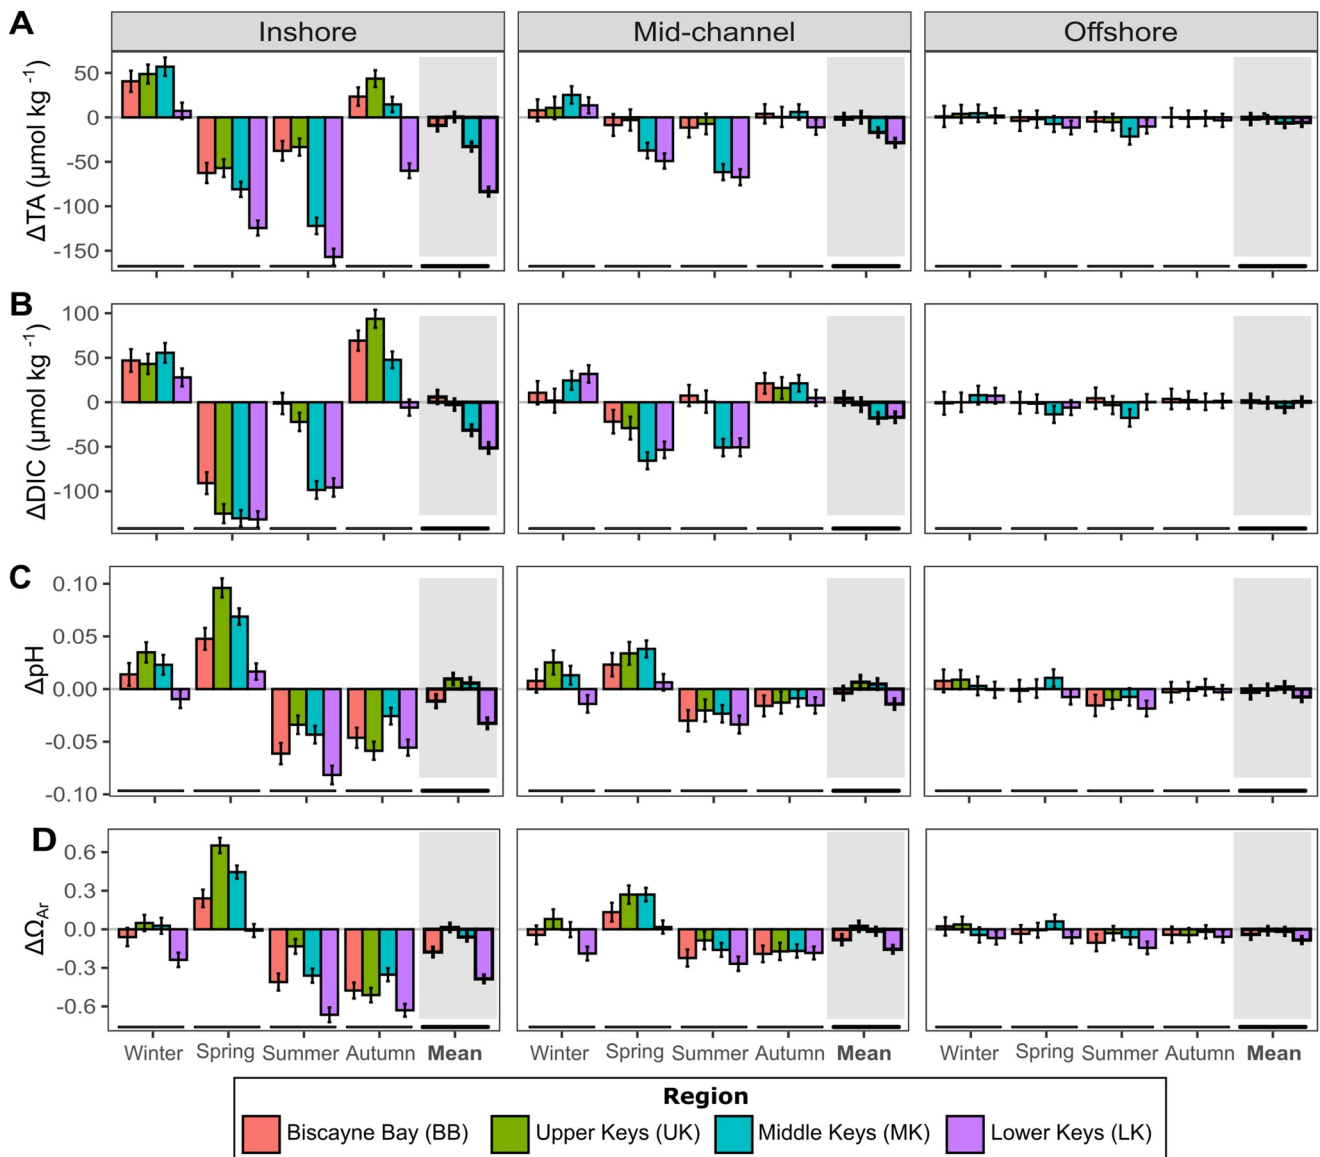 A
Inshore Mid-channel Offshore
ΔTA (µmol kg⁻¹)
50
0
-50
-100
-150
B
ΔDIC (µmol kg⁻¹)
100
50
0
-50
-100
C
ΔpH
0.10
0.05
0.00
-0.05
-0.10
D
ΔΩAr
0.6
0.3
0.0
-0.3
-0.6
Winter Spring Summer Autumn Mean Winter Spring Summer Autumn Mean Winter Spring Summer Autumn Mean
Region
Biscayne Bay (BB) Upper Keys (UK) Middle Keys (MK) Lower Keys (LK)